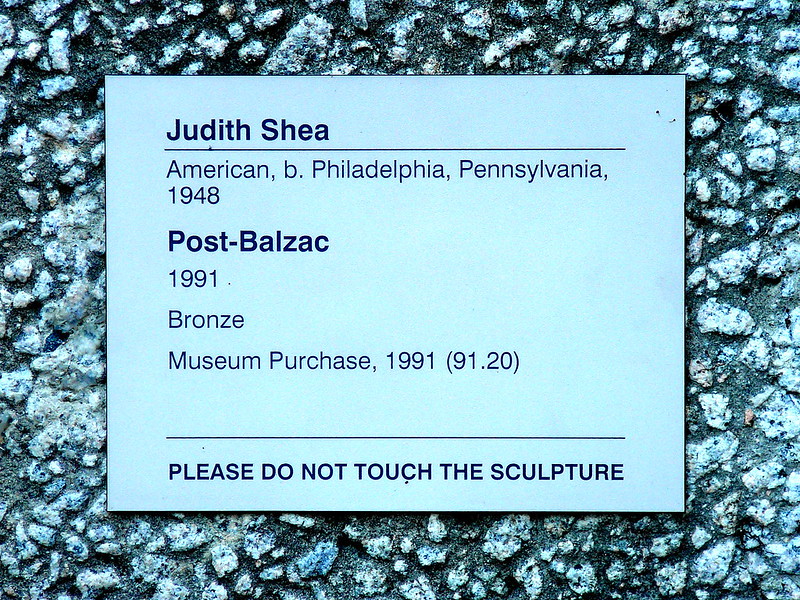 Judith Shea
American, b. Philadelphia, Pennsylvania,
1948
Post-Balzac
1991
Bronze
Museum Purchase, 1991 (91.20)
PLEASE DO NOT TOUCH THE SCULPTURE